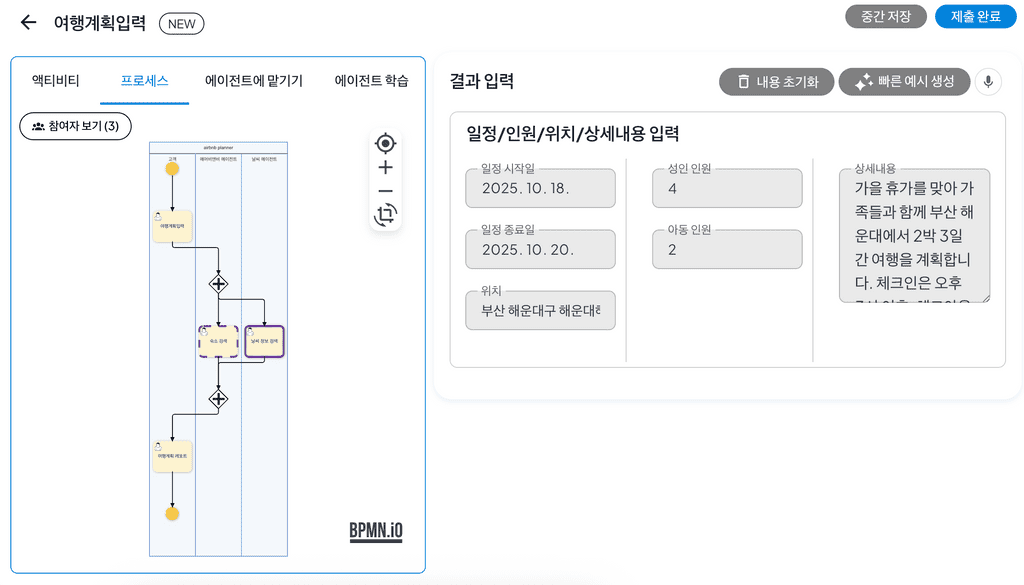 여행계획입력
NEW
중간 저장
제출 완료
액티비티
프로세스
에이전트에 맡기기
에이전트 학습
참여자 보기 (3)
airbnb planner
고객
에어비앤비 에이전트
날씨 에이전트
여행계획입력
숙소 검색
날씨 정보 검색
여행계획 레포트
BPMN.iO
결과 입력
내용 초기화
빠른 예시 생성
일정/인원/위치/상세내용 입력
일정 시작일
2025. 10. 18.
일정 종료일
2025. 10. 20.
위치
부산 해운대구 해운대
성인 인원
4
아동 인원
2
상세내용
가을 휴가를 맞아 가
족들과 함께 부산 해
운대에서 2박 3일
간 여행을 계획합니
다. 체크인은 오후